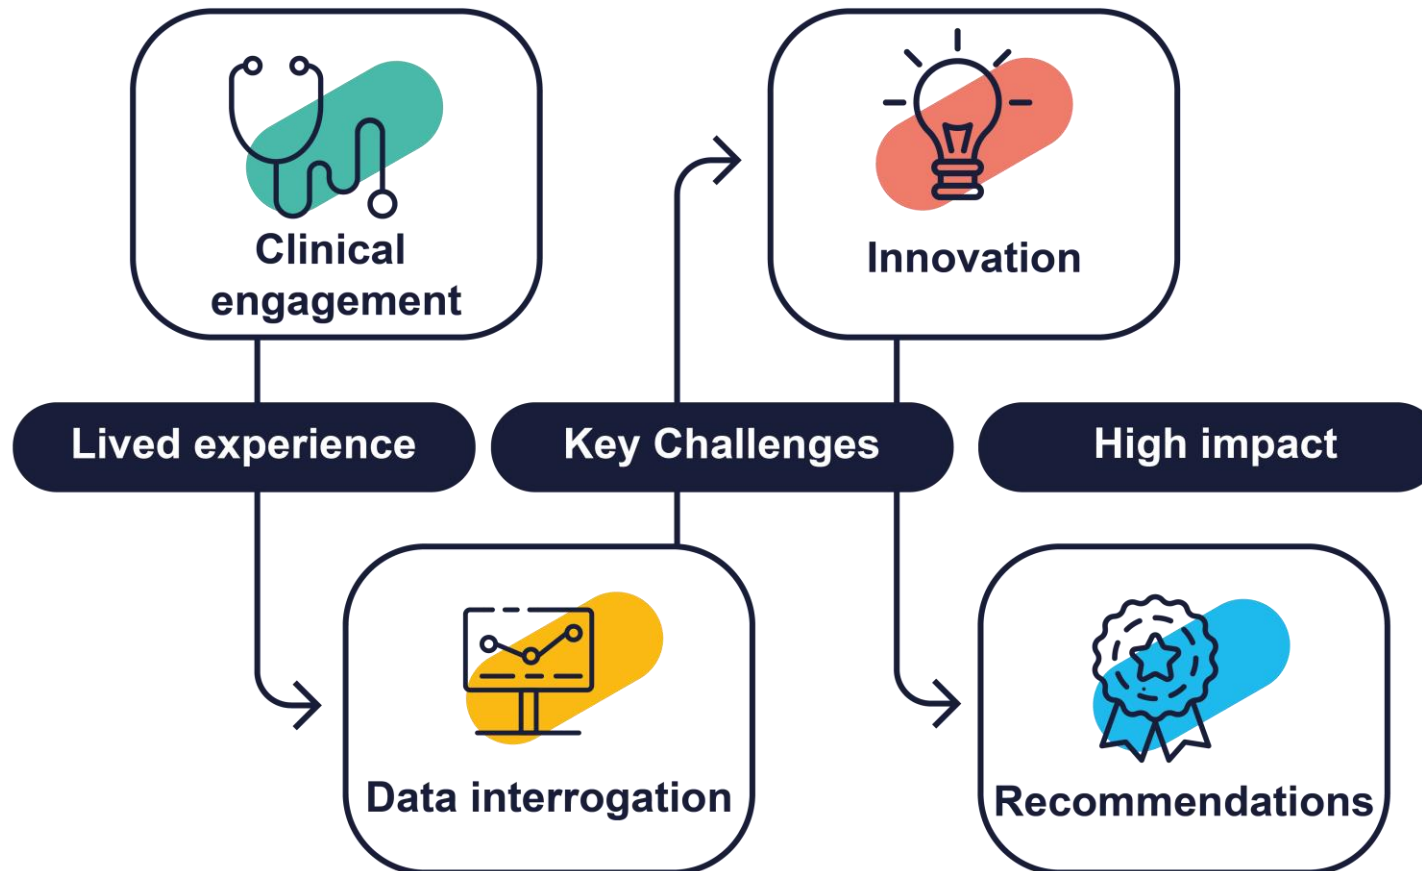 Clinical
engagement
Innovation
Lived experience
Key Challenges
High impact
Data interrogation
Recommendations